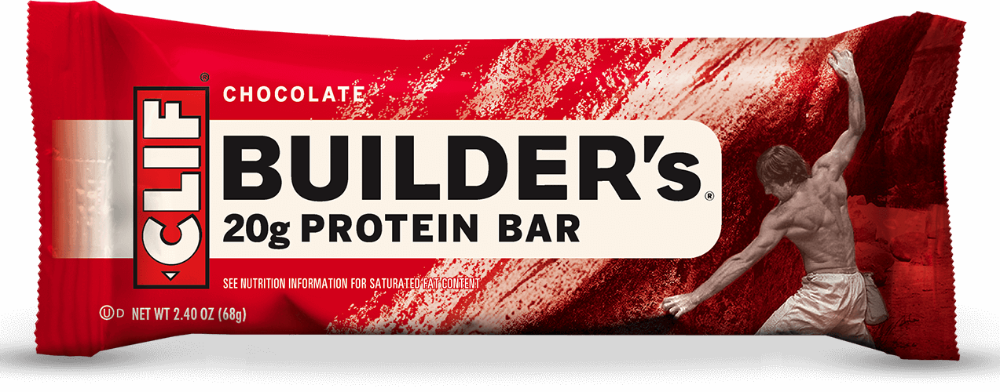 CHOCOLATE
CLIF®
BUILDER's®
20g PROTEIN BAR
SEE NUTRITION INFORMATION FOR SATURATED FAT CONTENT
Ⓤ D NET WT 2.40 OZ (68g)